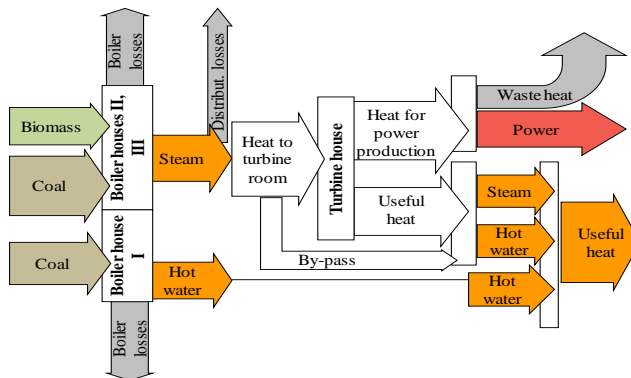 Boiler
losses
Distribut. losses
Biomass
Coal
Coal
Boiler houses II,
III
Boiler house
I
Steam
Hot
water
Boiler
losses
Heat to
turbine
room
Turbine house
Heat for
power
production
Useful
heat
By-pass
Waste heat
Power
Steam
Hot
water
Hot
water
Useful
heat